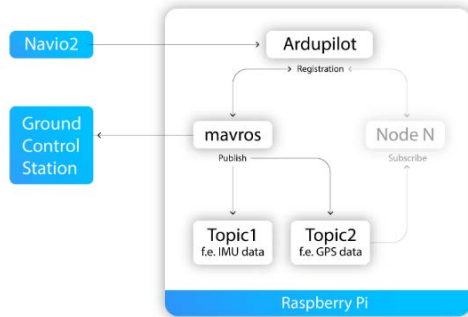 Navio2
Ardupilot
Registration
Ground
Control
Station
mavros
Node N
Publish
Subscribe
Topic1
f.e. IMU data
Topic2
f.e. GPS data
Raspberry Pi